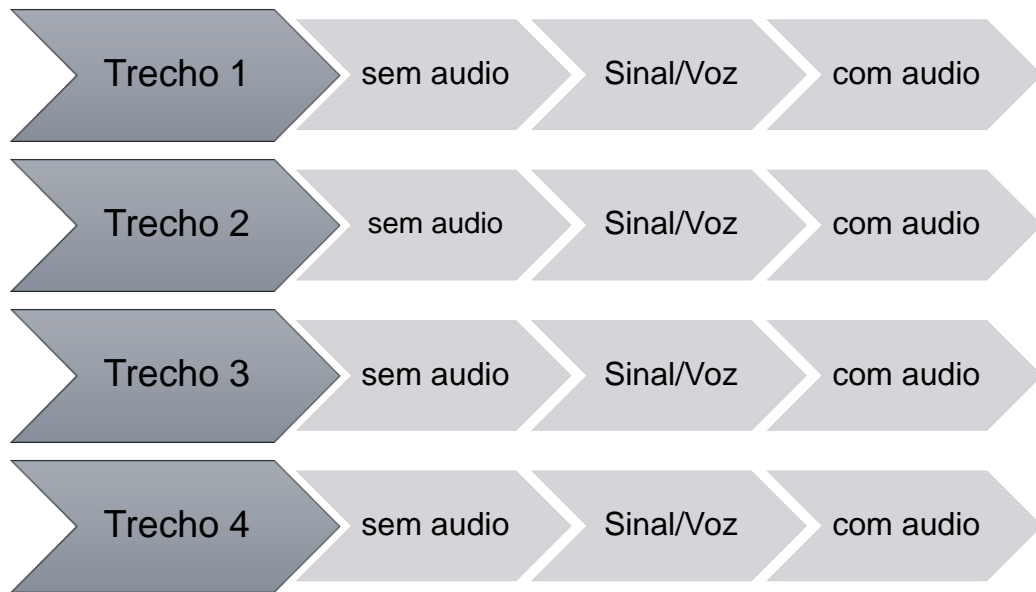 Trecho 1 sem audio Sinal/Voz com audio
Trecho 2 sem audio Sinal/Voz com audio
Trecho 3 sem audio Sinal/Voz com audio
Trecho 4 sem audio Sinal/Voz com audio